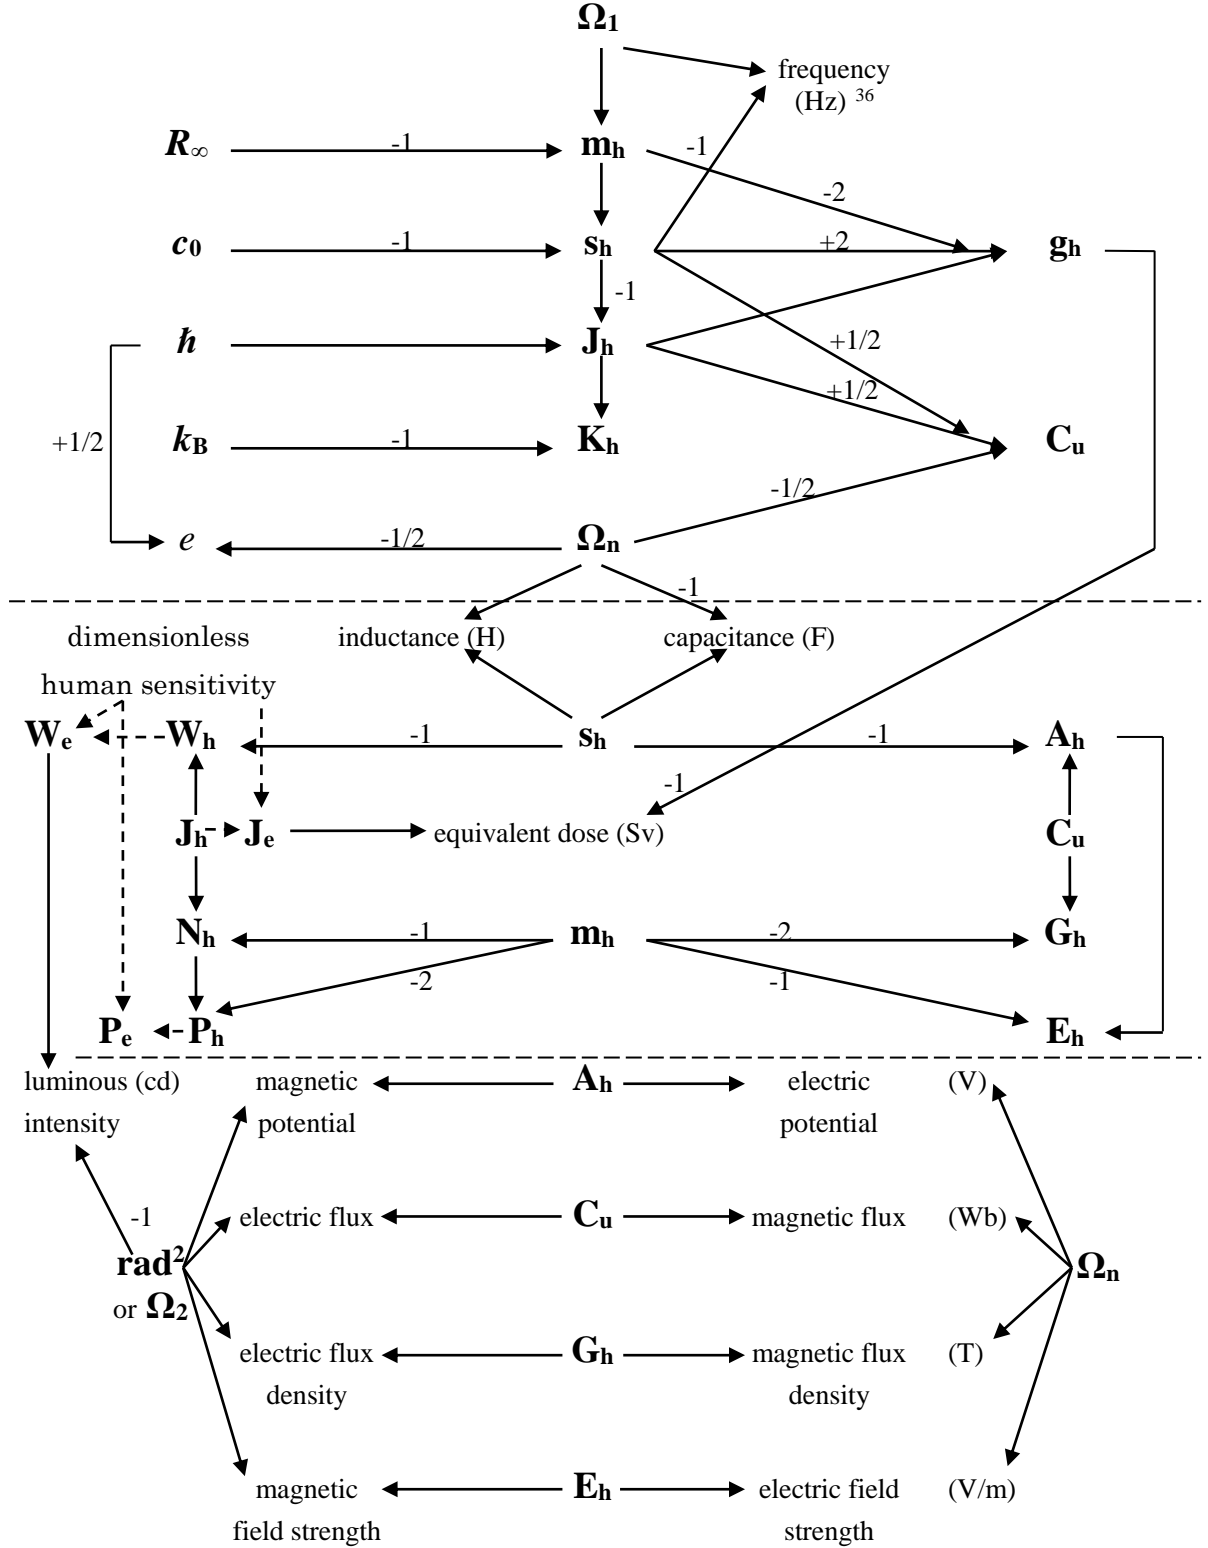 Ω1
frequency
(Hz) 36
R∞ -1 mh -1
-2
c0 -1 sh +2 gh
-1
ħ Jh +1/2
+1/2
+1/2 kB -1 Kh Cu
-1/2
e -1/2 Ωn
-1
dimensionless inductance (H) capacitance (F)
human sensitivity
We Wh -1 sh -1 Ah
-1
Jh Je equivalent dose (Sv) Cu
Nh -1 mh -2 Gh
-2 -1
Pe Ph Eh
luminous (cd) magnetic Ah electric (V)
intensity potential potential
-1 electric flux Cu magnetic flux (Wb)
rad2 Ωn
or Ω2
electric flux Gh magnetic flux (T)
density density
magnetic Eh electric field (V/m)
field strength strength